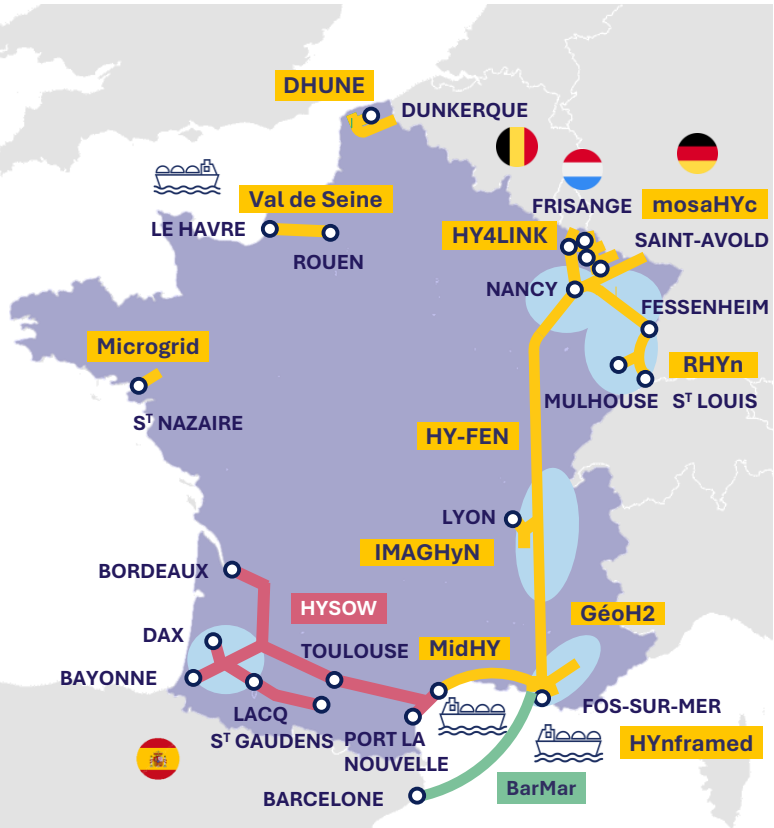 DHUNE
DUNKERQUE
FRISANGE
mosaHYc
Val de Seine
LE HAVRE
ROUEN
HY4LINK
SAINT-AVOLD
NANCY
FESSENHEIM
Microgrid
RHYn
MULHOUSE
Sᵀ LOUIS
Sᵀ NAZAIRE
HY-FEN
LYON
IMAGHyN
BORDEAUX
HYSOW
GéoH2
DAX
TOULOUSE
MidHY
BAYONNE
LACQ
FOS-SUR-MER
Sᵀ GAUDENS
PORT LA
NOUVELLE
HYnframed
BARCELONE
BarMar